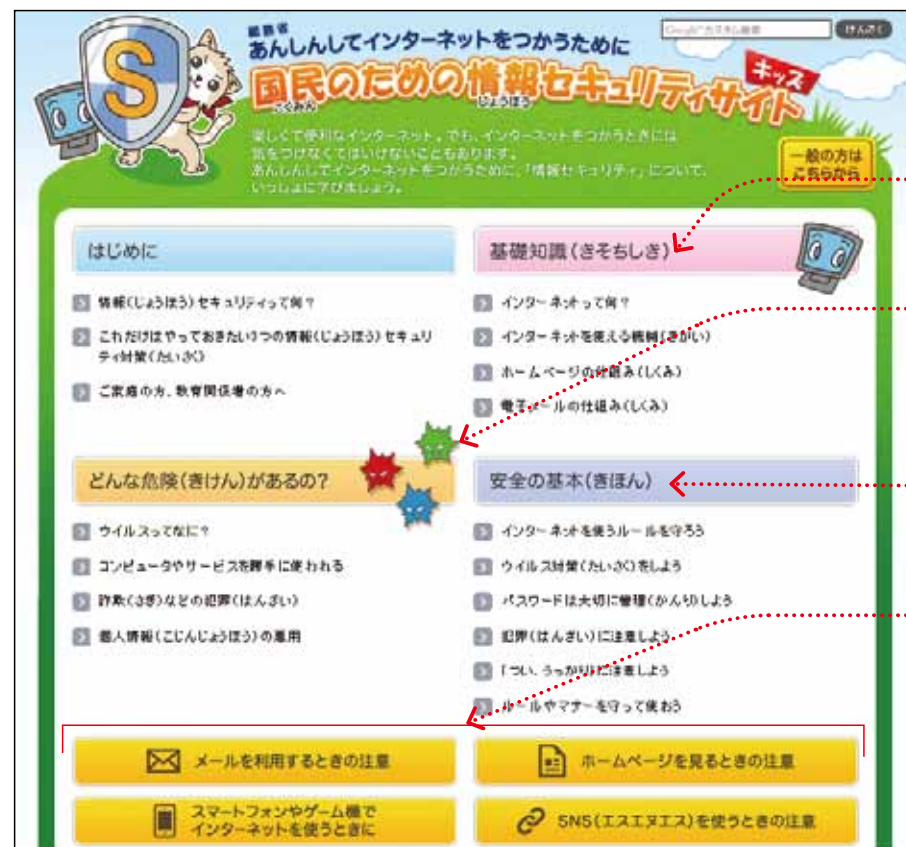 総務省
あんしんしてインターネットをつかうために
国民のための情報セキュリティサイト
こくみん
じょうほう
キッズ
けんさく
楽しくて便利なインターネット。でも、インターネットをつかうときには
気をつけなくてはいけないこともあります。
あんしんしてインターネットをつかうために、「情報セキュリティ」について、
いっしょに学びましょう。
一般の方は
こちらから
S
はじめに
情報(じょうほう)セキュリティって何?
これだけはやっておきたい3つの情報(じょうほう)セキュリ
ティ対策(たいさく)
ご家庭の方、教育関係者の方へ
基礎知識(きそちしき)
インターネットって何?
インターネットを使える機械(きかい)
ホームページの仕組み(しくみ)
電子メールの仕組み(しくみ)
どんな危険(きけん)があるの?
ウイルスってなに?
コンピュータやサービスを勝手に使われる
詐欺(さぎ)などの犯罪(はんざい)
個人情報(こじんじょうほう)の悪用
安全の基本(きほん)
インターネットを使うルールを守ろう
ウイルス対策(たいさく)をしよう
パスワードは大切に管理(かんり)しよう
犯罪(はんざい)に注意しよう
「つい、うっかり」に注意しよう
ルールやマナーを守って使おう
メールを利用するときの注意
ホームページを見るときの注意
スマートフォンやゲーム機で
インターネットを使うときに
SNS(エスエヌエス)を使うときの注意